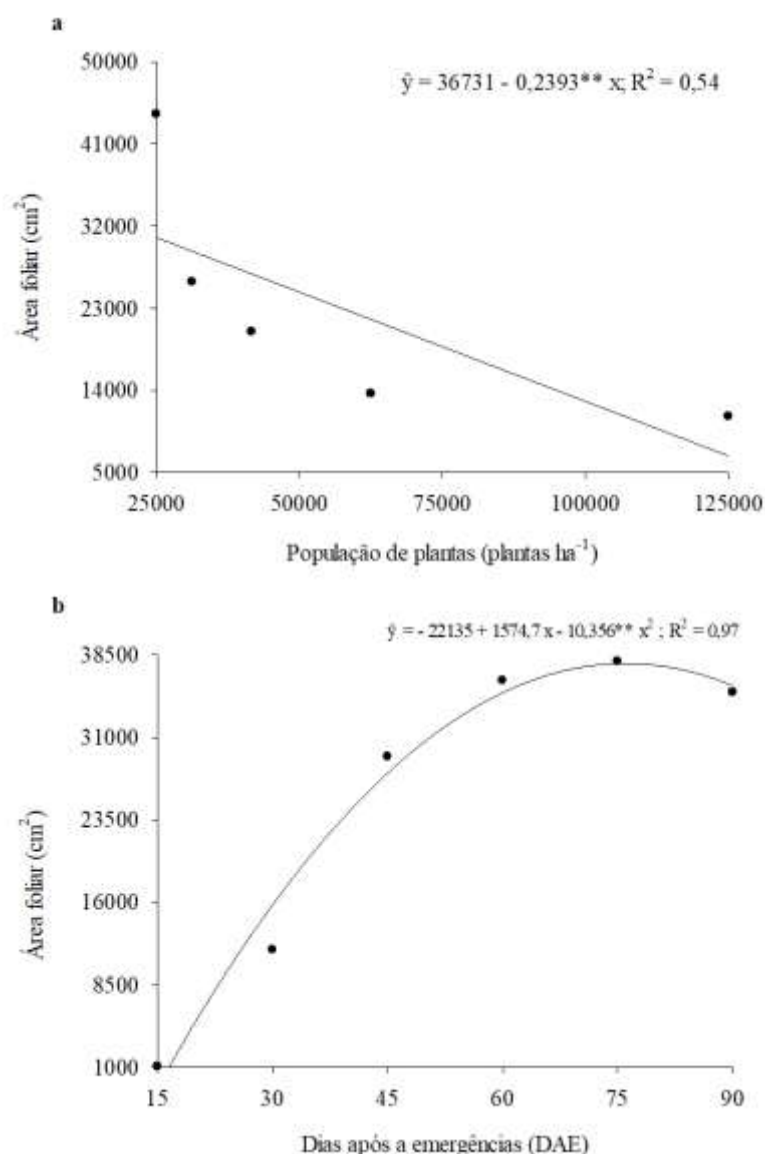 a
50000
ŷ = 36731 - 0,2393** x; R² = 0,54
41000
32000
23000
14000
5000
Área foliar (cm²)
25000 50000 75000 100000 125000
População de plantas (plantas ha⁻¹)
b
ŷ = - 22135 + 1574,7 x - 10,356** x² ; R² = 0,97
38500
31000
23500
16000
8500
1000
Área foliar (cm²)
15 30 45 60 75 90
Dias após a emergências (DAE)